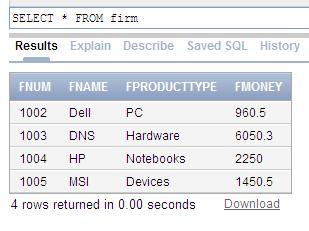 SELECT * FROM firm
Results Explain Describe Saved SQL History
FNUM FNAME FPRODUCTTYPE FMONEY
1002 Dell PC 960.5
1003 DNS Hardware 6050.3
1004 HP Notebooks 2250
1005 MSI Devices 1450.5
4 rows returned in 0.00 seconds Download